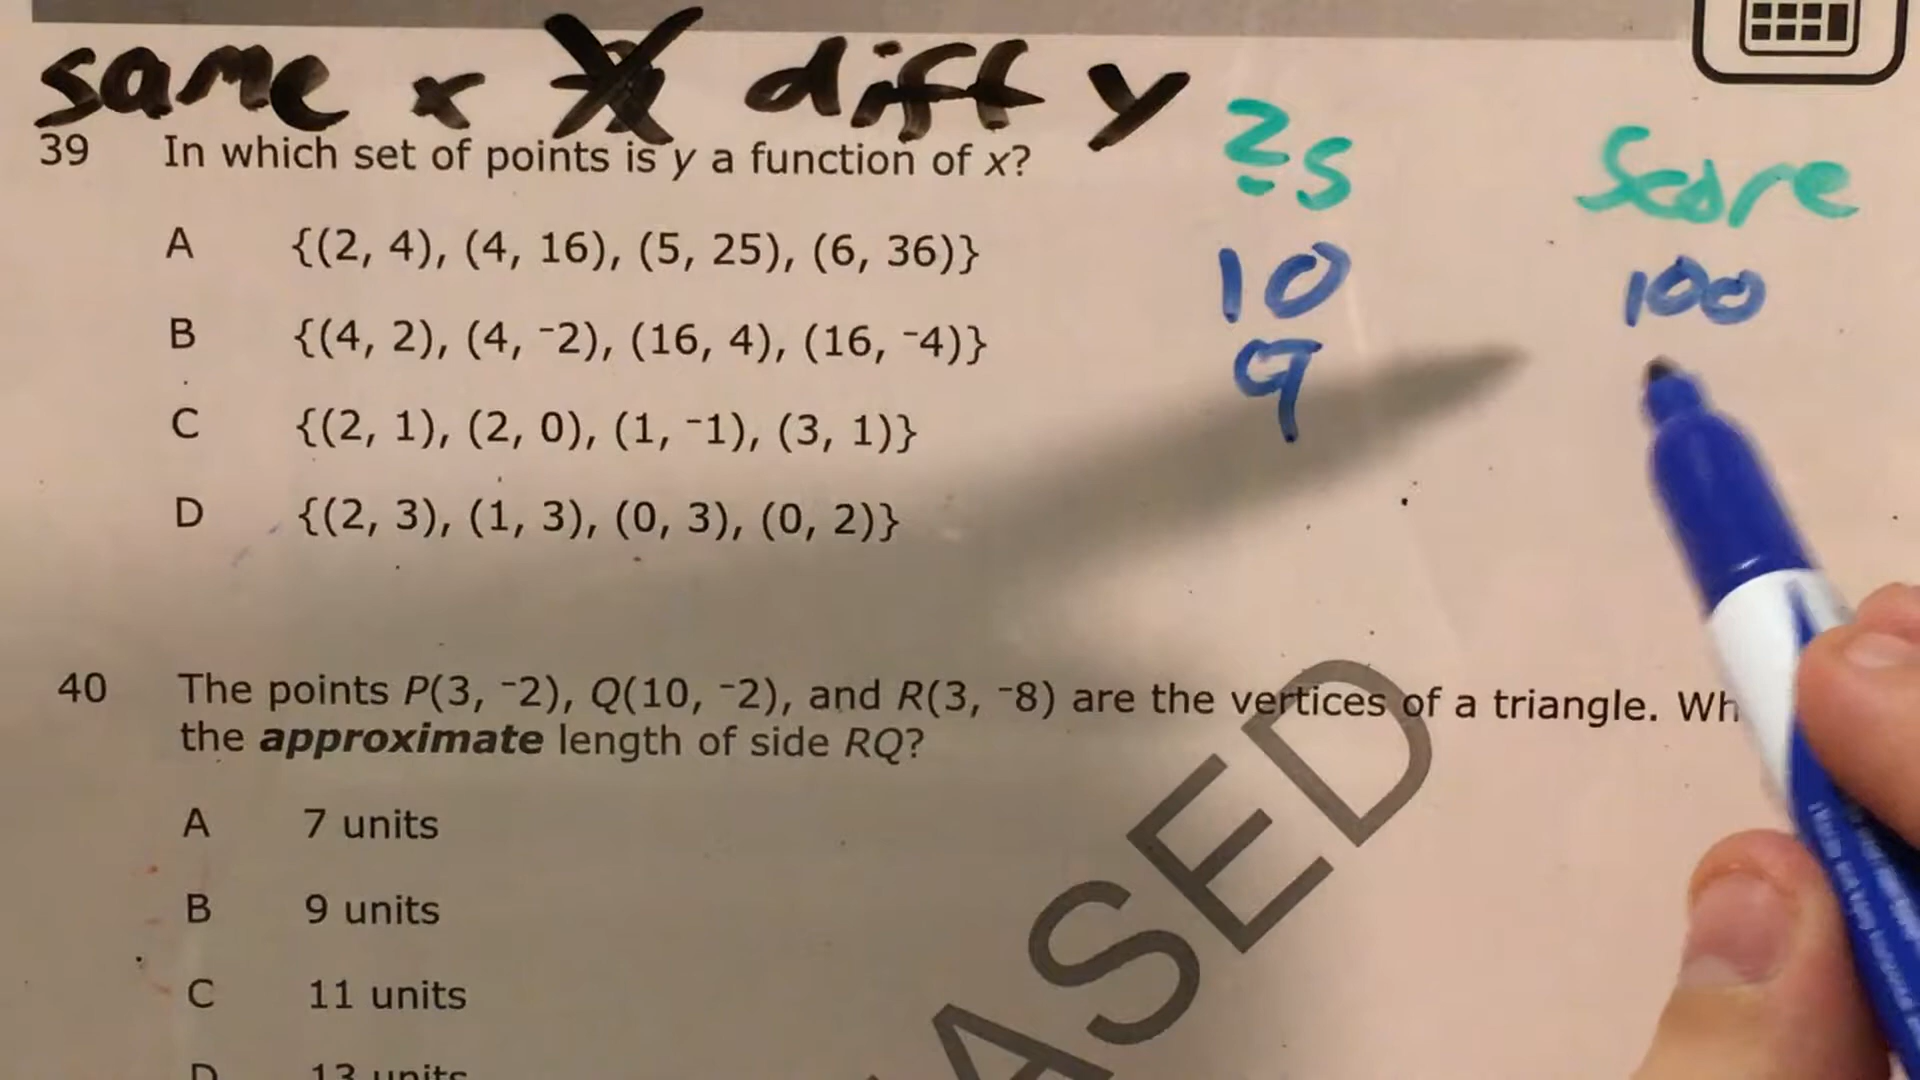 same x diff y
39 In which set of points is y a function of x?
A {(2, 4), (4, 16), (5, 25), (6, 36)}
B {(4, 2), (4, ⁻2), (16, 4), (16, ⁻4)}
C {(2, 1), (2, 0), (1, ⁻1), (3, 1)}
D {(2, 3), (1, 3), (0, 3), (0, 2)}
?s Score
10 100
9
40 The points P(3, ⁻2), Q(10, ⁻2), and R(3, ⁻8) are the vertices of a triangle. Wh
the approximate length of side RQ?
A 7 units
B 9 units
C 11 units
D 13 units
ASED